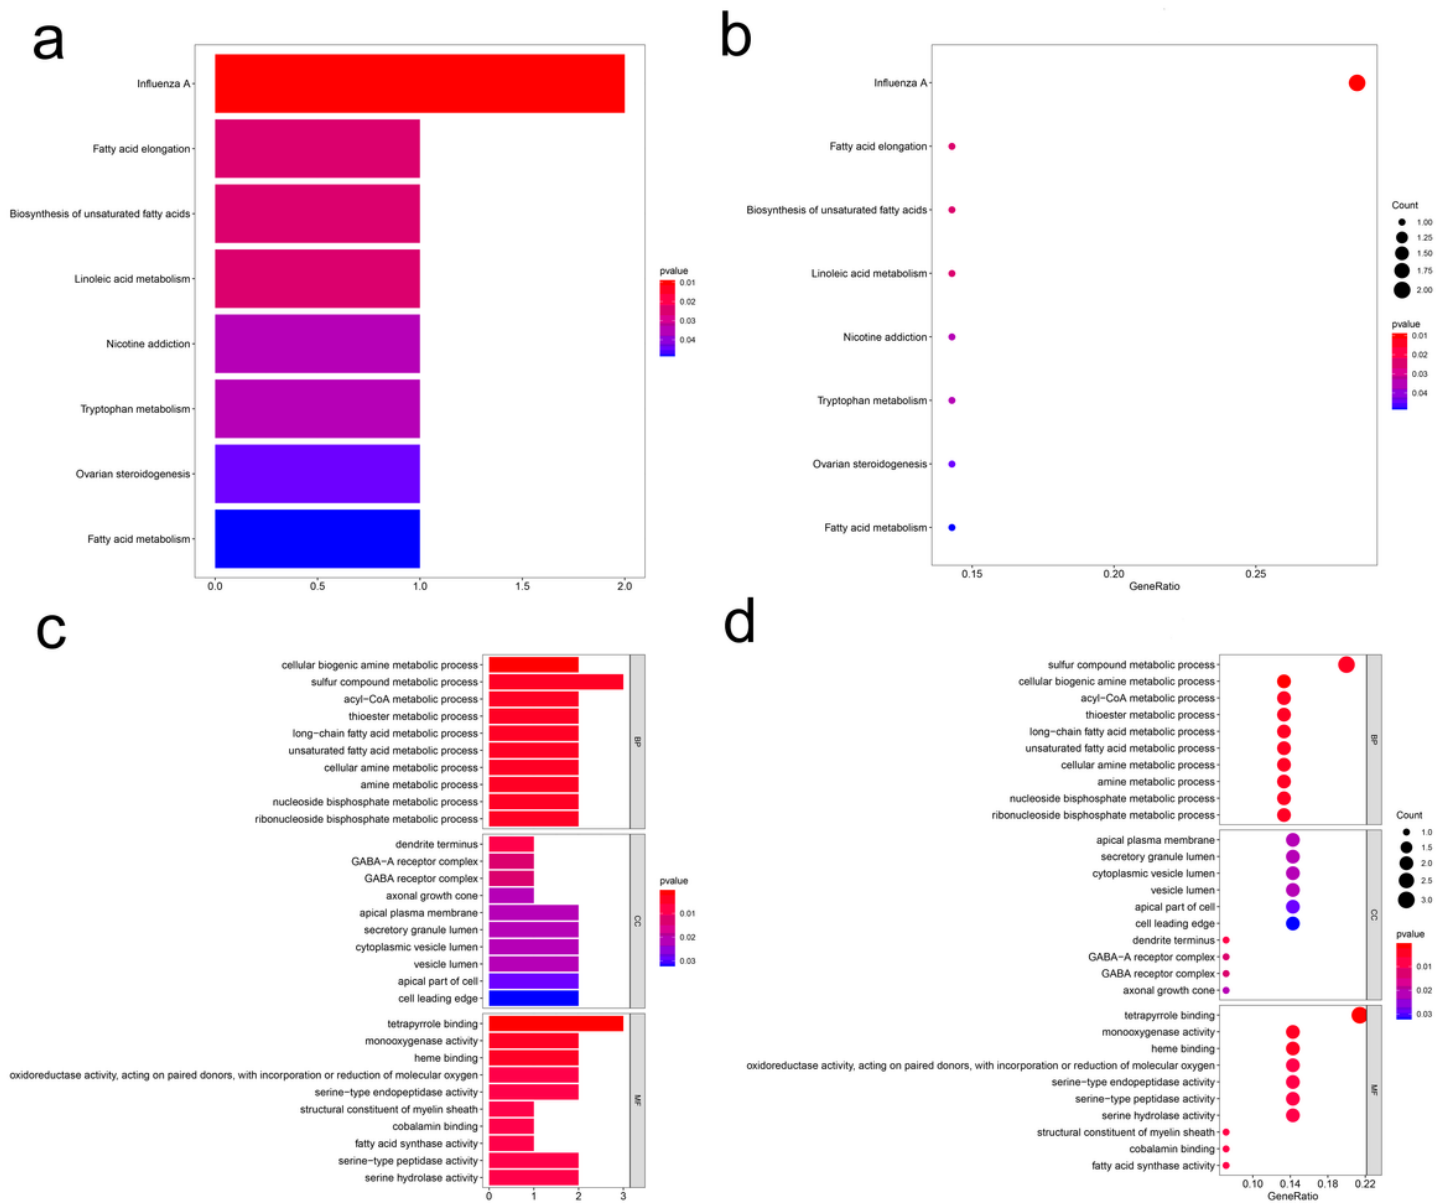 a
Influenza A
Fatty acid elongation
Biosynthesis of unsaturated fatty acids
Linoleic acid metabolism
Nicotine addiction
Tryptophan metabolism
Ovarian steroidogenesis
Fatty acid metabolism
0.0 0.5 1.0 1.5 2.0
pvalue
0.01
0.02
0.03
0.04
b
Influenza A
Fatty acid elongation
Biosynthesis of unsaturated fatty acids
Linoleic acid metabolism
Nicotine addiction
Tryptophan metabolism
Ovarian steroidogenesis
Fatty acid metabolism
0.15 0.20 0.25
GeneRatio
Count
1.00
1.25
1.50
1.75
2.00
pvalue
0.01
0.02
0.03
0.04
c
cellular biogenic amine metabolic process
sulfur compound metabolic process
acyl−CoA metabolic process
thioester metabolic process
long−chain fatty acid metabolic process
unsaturated fatty acid metabolic process
cellular amine metabolic process
amine metabolic process
nucleoside bisphosphate metabolic process
ribonucleoside bisphosphate metabolic process
BP
dendrite terminus
GABA−A receptor complex
GABA receptor complex
axonal growth cone
apical plasma membrane
secretory granule lumen
cytoplasmic vesicle lumen
vesicle lumen
apical part of cell
cell leading edge
CC
tetrapyrrole binding
monooxygenase activity
heme binding
oxidoreductase activity, acting on paired donors, with incorporation or reduction of molecular oxygen
serine−type endopeptidase activity
structural constituent of myelin sheath
cobalamin binding
fatty acid synthase activity
serine−type peptidase activity
serine hydrolase activity
MF
0 1 2 3
pvalue
0.01
0.02
0.03
d
sulfur compound metabolic process
cellular biogenic amine metabolic process
acyl−CoA metabolic process
thioester metabolic process
long−chain fatty acid metabolic process
unsaturated fatty acid metabolic process
cellular amine metabolic process
amine metabolic process
nucleoside bisphosphate metabolic process
ribonucleoside bisphosphate metabolic process
BP
apical plasma membrane
secretory granule lumen
cytoplasmic vesicle lumen
vesicle lumen
apical part of cell
cell leading edge
dendrite terminus
GABA−A receptor complex
GABA receptor complex
axonal growth cone
CC
tetrapyrrole binding
monooxygenase activity
heme binding
oxidoreductase activity, acting on paired donors, with incorporation or reduction of molecular oxygen
serine−type endopeptidase activity
serine−type peptidase activity
serine hydrolase activity
structural constituent of myelin sheath
cobalamin binding
fatty acid synthase activity
MF
0.10 0.14 0.18 0.22
GeneRatio
Count
1.0
1.5
2.0
2.5
3.0
pvalue
0.01
0.02
0.03